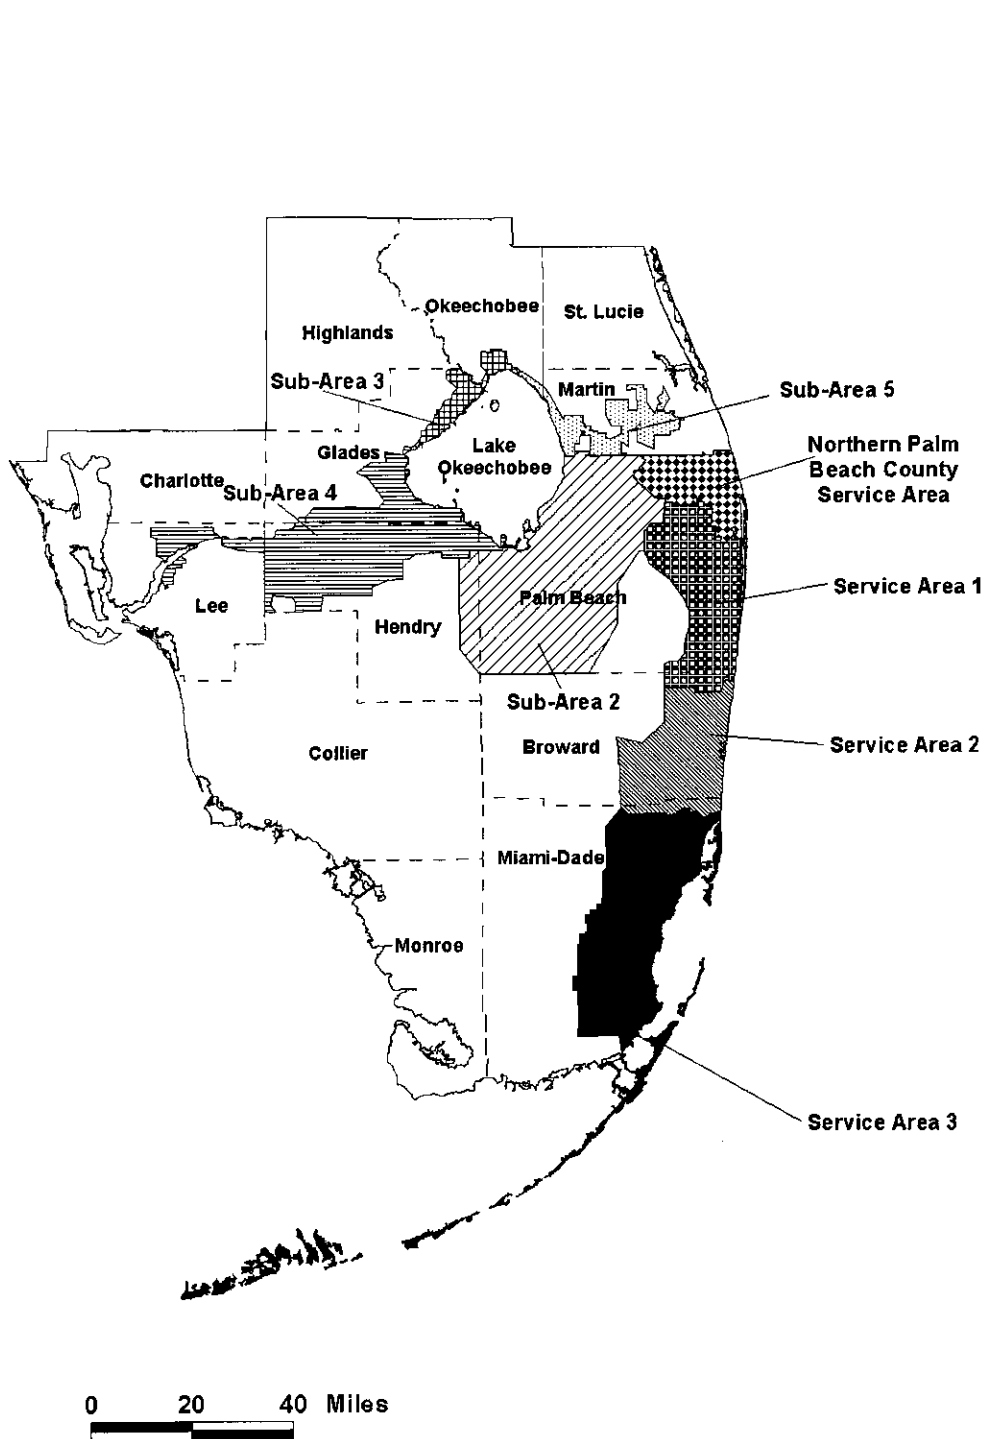 Okeechobee
St. Lucie
Highlands
Sub-Area 3
Martin
Sub-Area 5
Northern Palm
Beach County
Service Area
Glades
Lake
Okeechobee
Charlotte
Sub-Area 4
Service Area 1
Palm Beach
Lee
Hendry
Sub-Area 2
Broward
Service Area 2
Collier
Miami-Dade
Monroe
Service Area 3
0 20 40 Miles